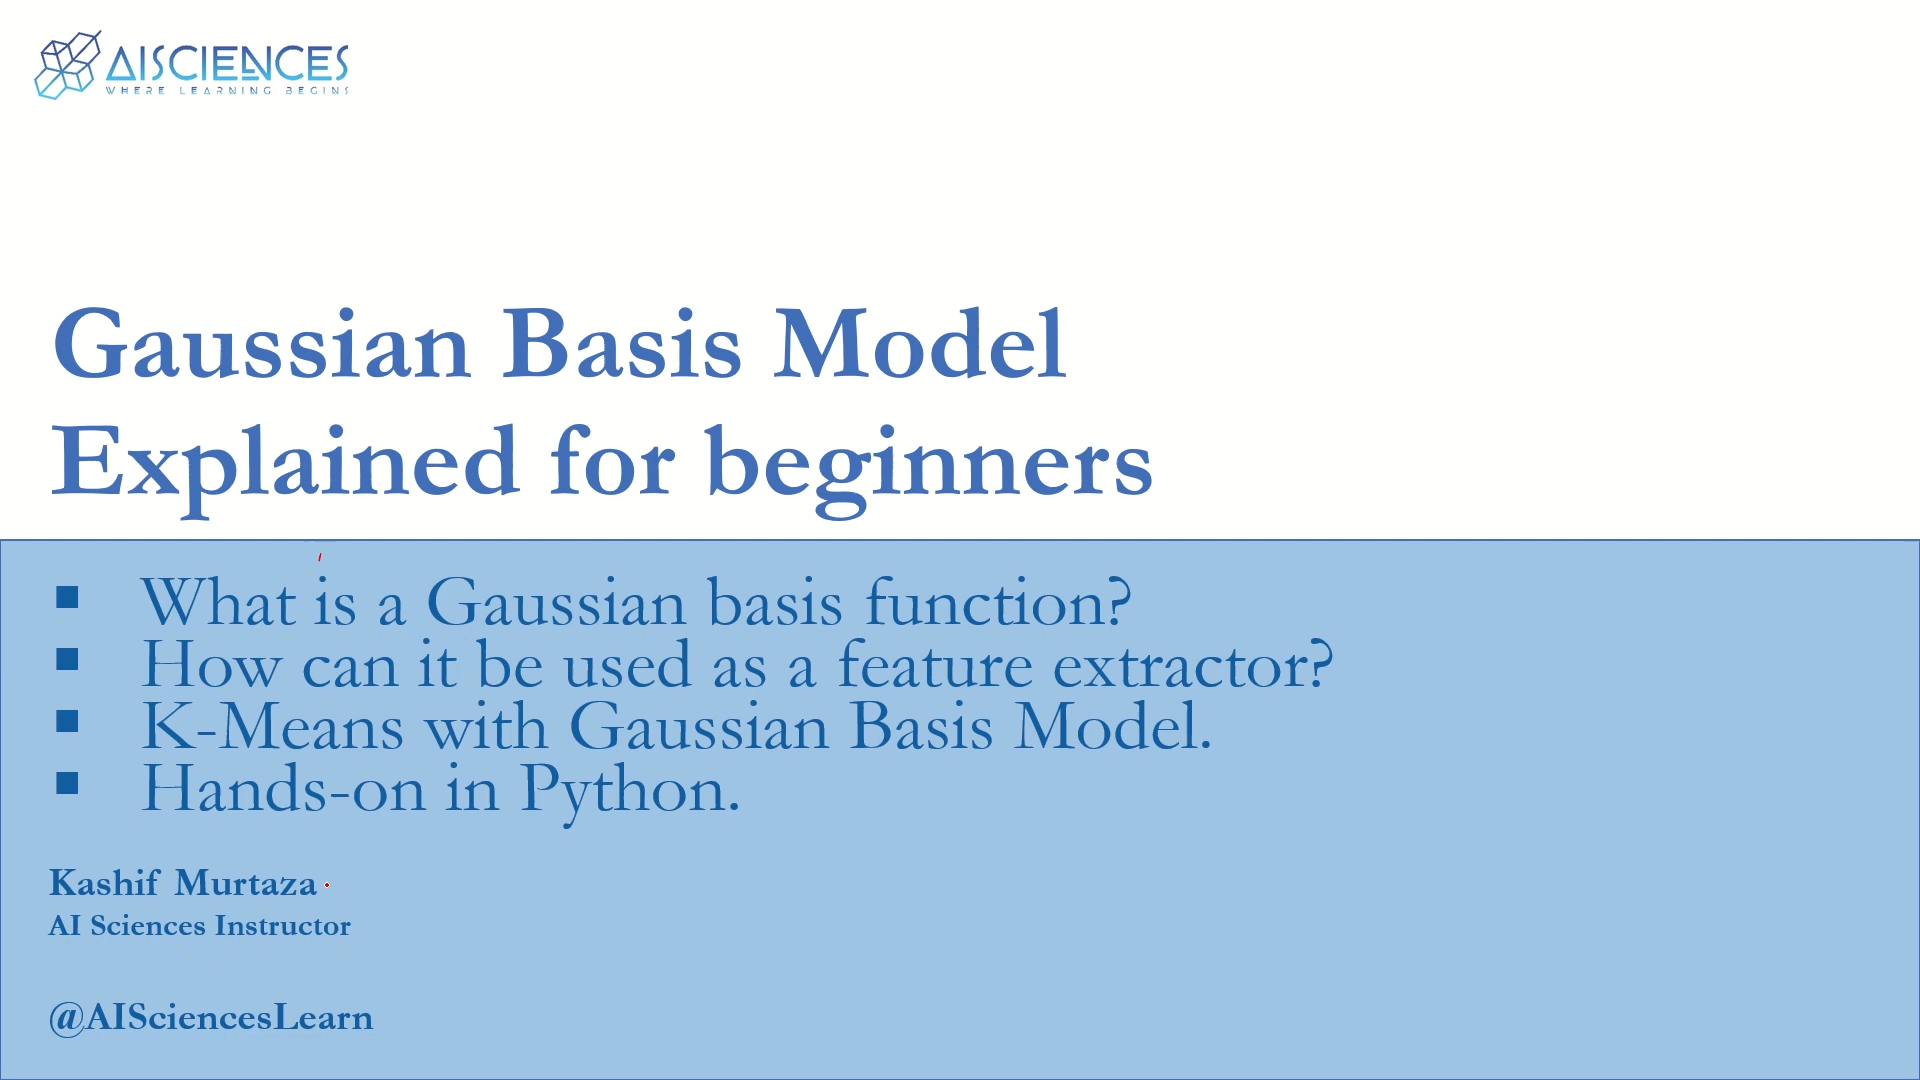 AISCIENCES
WHERE LEARNING BEGINS
Gaussian Basis Model
Explained for beginners
▪ What is a Gaussian basis function?
▪ How can it be used as a feature extractor?
▪ K-Means with Gaussian Basis Model.
▪ Hands-on in Python.
Kashif Murtaza
AI Sciences Instructor
@AISciencesLearn